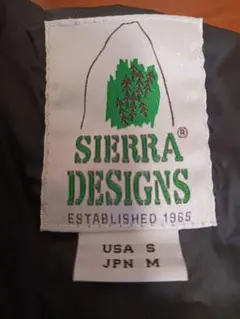 SIERRA®
DESIGNS
ESTABLISHED 1965
USA S
JPN M